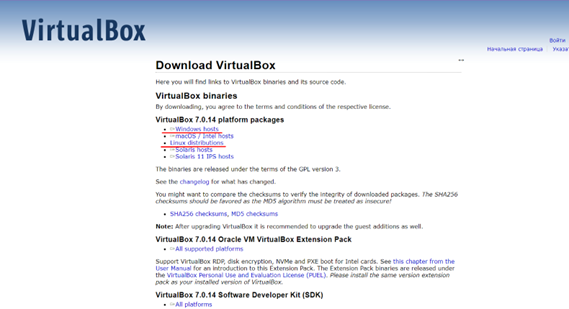 VirtualBox
Войти
Начальная страница
Download VirtualBox
Here you will find links to VirtualBox binaries and its source code.
VirtualBox binaries
By downloading, you agree to the terms and conditions of the respective license.
VirtualBox 7.0.14 platform packages
Windows hosts
macOS / Intel hosts
Linux distributions
Solaris hosts
Solaris 11 IPS hosts
The binaries are released under the terms of the GPL version 3.
See the changelog for what has changed.
You might want to compare the checksums to verify the integrity of downloaded packages. The SHA256
checksums should be favored as the MD5 algorithm must be treated as insecure!
SHA256 checksums, MD5 checksums
Note: After upgrading VirtualBox it is recommended to upgrade the guest additions as well.
VirtualBox 7.0.14 Oracle VM VirtualBox Extension Pack
All supported platforms
Support VirtualBox RDP, disk encryption, NVMe and PXE boot for Intel cards. See this chapter from the
User Manual for an introduction to this Extension Pack. The Extension Pack binaries are released under
the VirtualBox Personal Use and Evaluation License (PUEL). Please install the same version extension
pack as your installed version of VirtualBox.
VirtualBox 7.0.14 Software Developer Kit (SDK)
All platforms